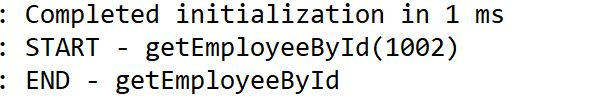 : Completed initialization in 1 ms
: START - getEmployeeById(1002)
: END - getEmployeeById